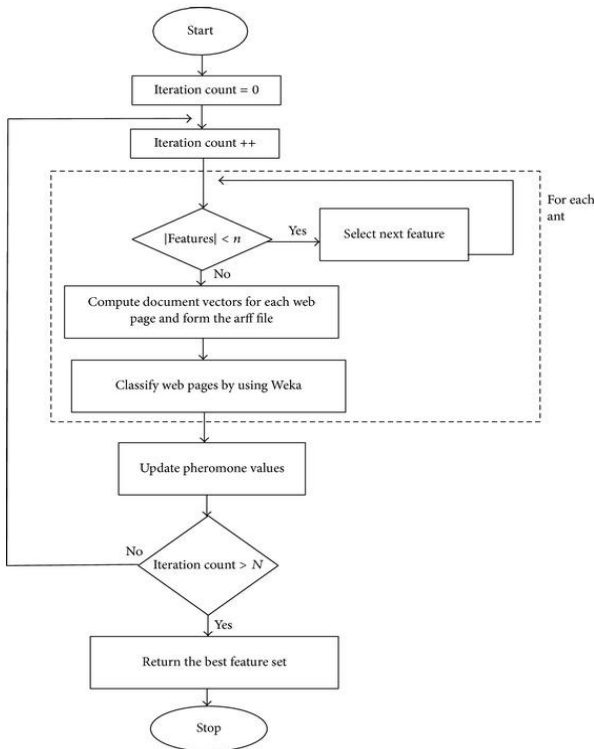 Start
Iteration count = 0
Iteration count ++
For each
ant
|Features| < n
Yes
Select next feature
No
Compute document vectors for each web
page and form the arff file
Classify web pages by using Weka
Update pheromone values
No
Iteration count > N
Yes
Return the best feature set
Stop